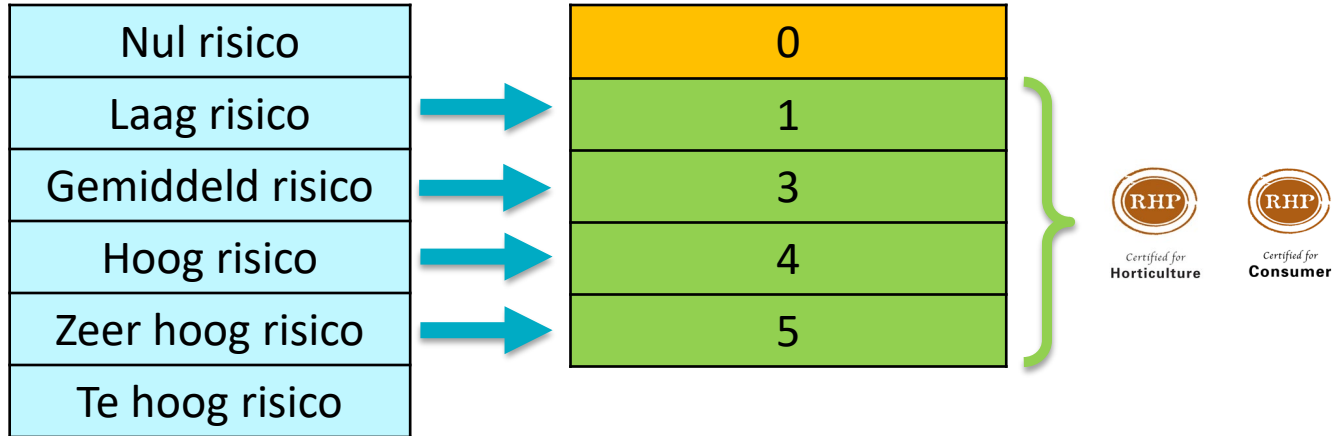 Nul risico
0
Laag risico
1
Gemiddeld risico
3
Hoog risico
4
Zeer hoog risico
5
Te hoog risico
RHP
RHP
Certified for
Horticulture
Certified for
Consumer